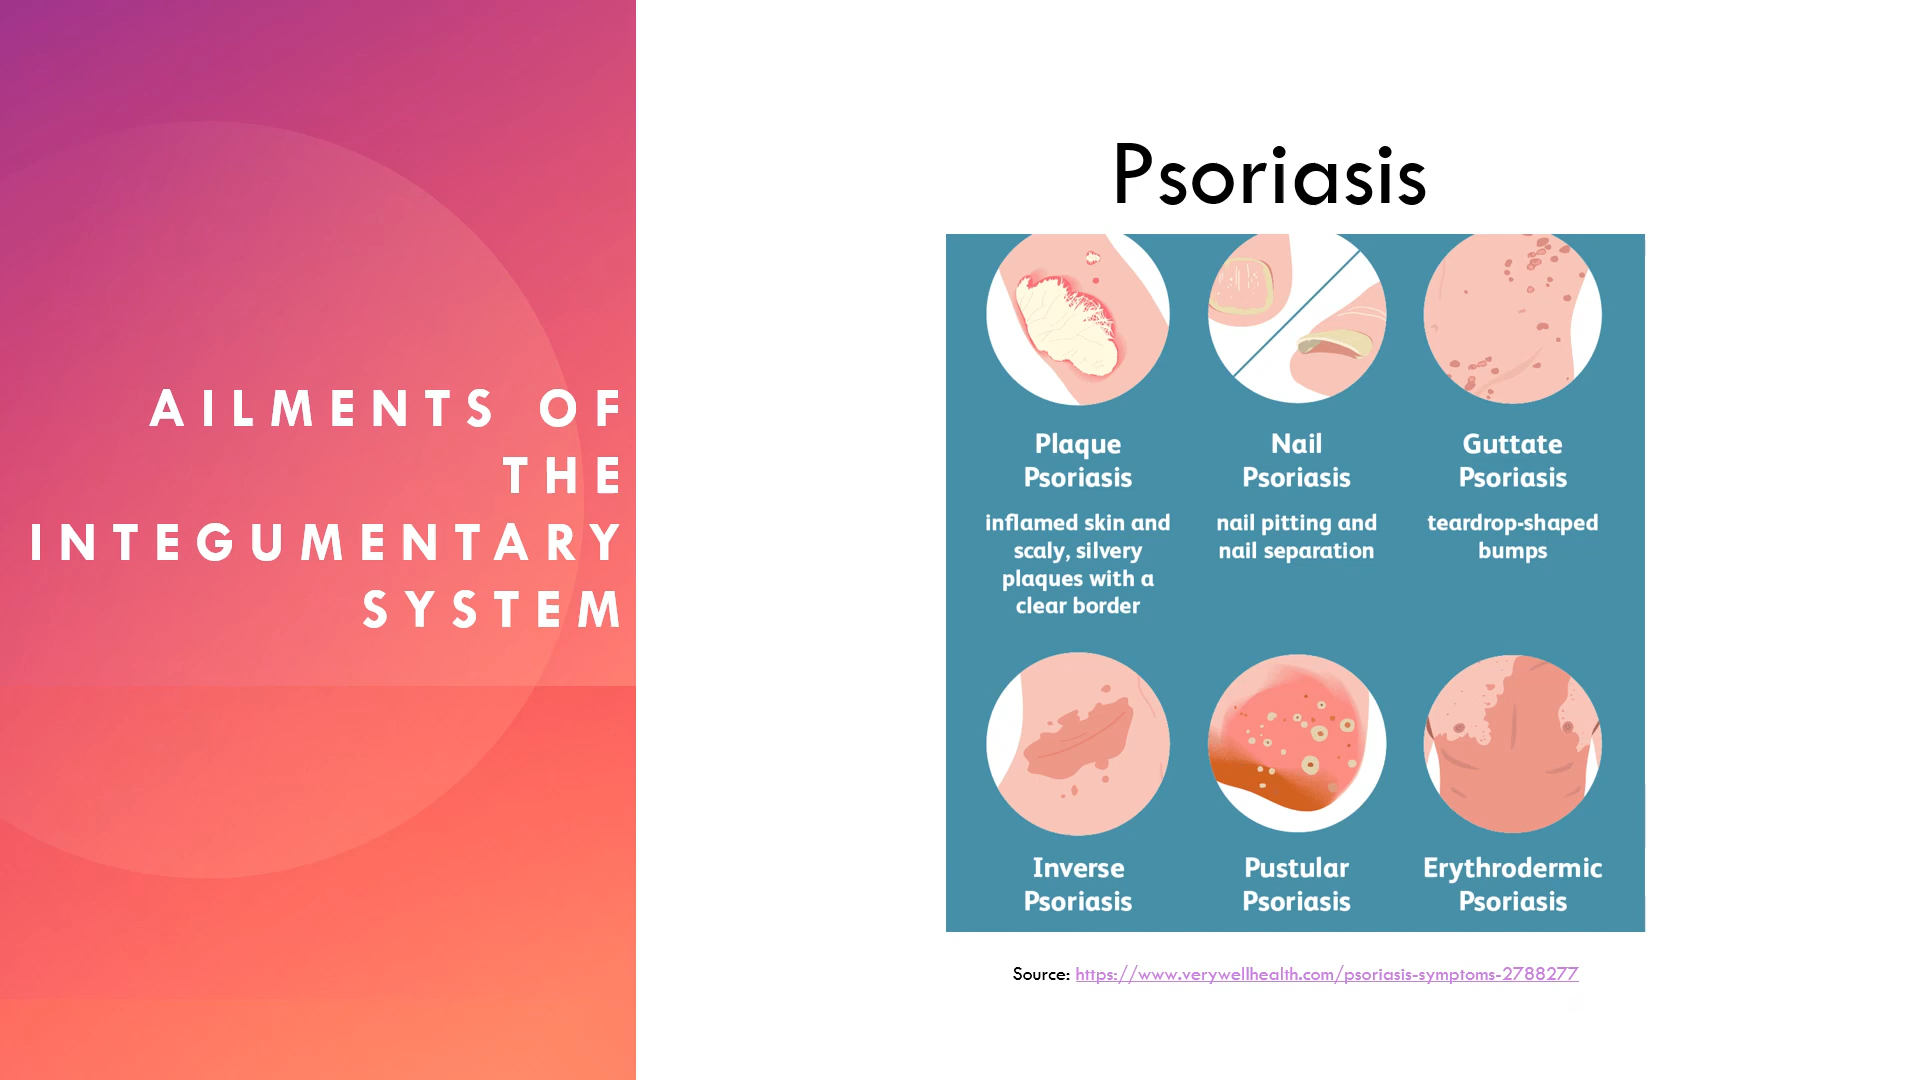 AILMENTS OF
THE
INTEGUMENTARY
SYSTEM
Psoriasis
Plaque
Psoriasis
inflamed skin and
scaly, silvery
plaques with a
clear border
Nail
Psoriasis
nail pitting and
nail separation
Guttate
Psoriasis
teardrop-shaped
bumps
Inverse
Psoriasis
Pustular
Psoriasis
Erythrodermic
Psoriasis
Source: https://www.verywellhealth.com/psoriasis-symptoms-2788277